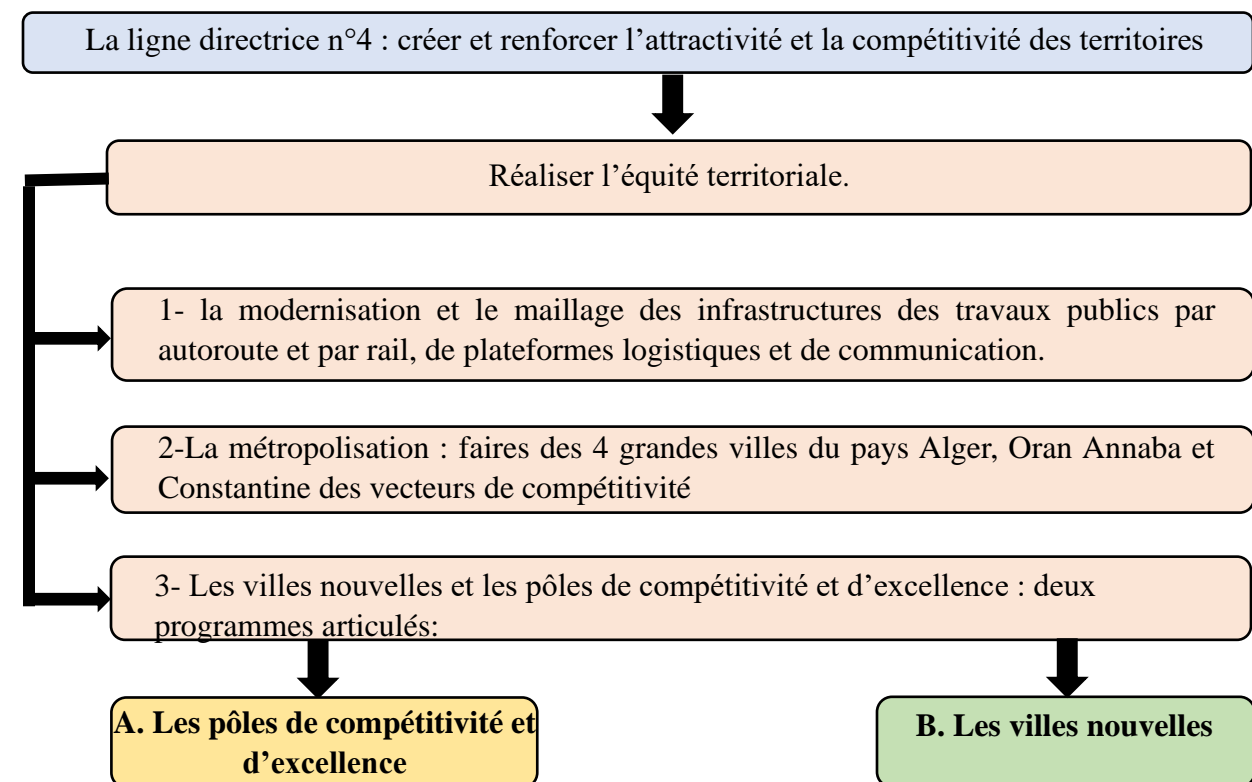 La ligne directrice n°4 : créer et renforcer l’attractivité et la compétitivité des territoires
Réaliser l’équité territoriale.
1- la modernisation et le maillage des infrastructures des travaux publics par
autoroute et par rail, de plateformes logistiques et de communication.
2-La métropolisation : faires des 4 grandes villes du pays Alger, Oran Annaba et
Constantine des vecteurs de compétitivité
3- Les villes nouvelles et les pôles de compétitivité et d’excellence : deux
programmes articulés:
A. Les pôles de compétitivité et
d’excellence
B. Les villes nouvelles